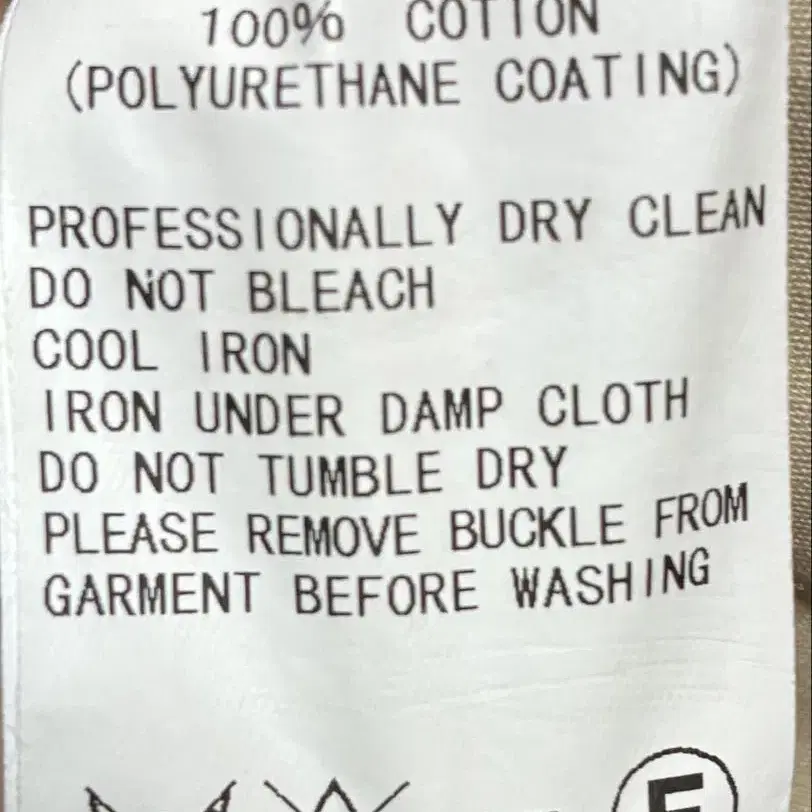 100% COTTON
(POLYURETHANE COATING)
PROFESSIONALLY DRY CLEAN
DO NOT BLEACH
COOL IRON
IRON UNDER DAMP CLOTH
DO NOT TUMBLE DRY
PLEASE REMOVE BUCKLE FROM
GARMENT BEFORE WASHING